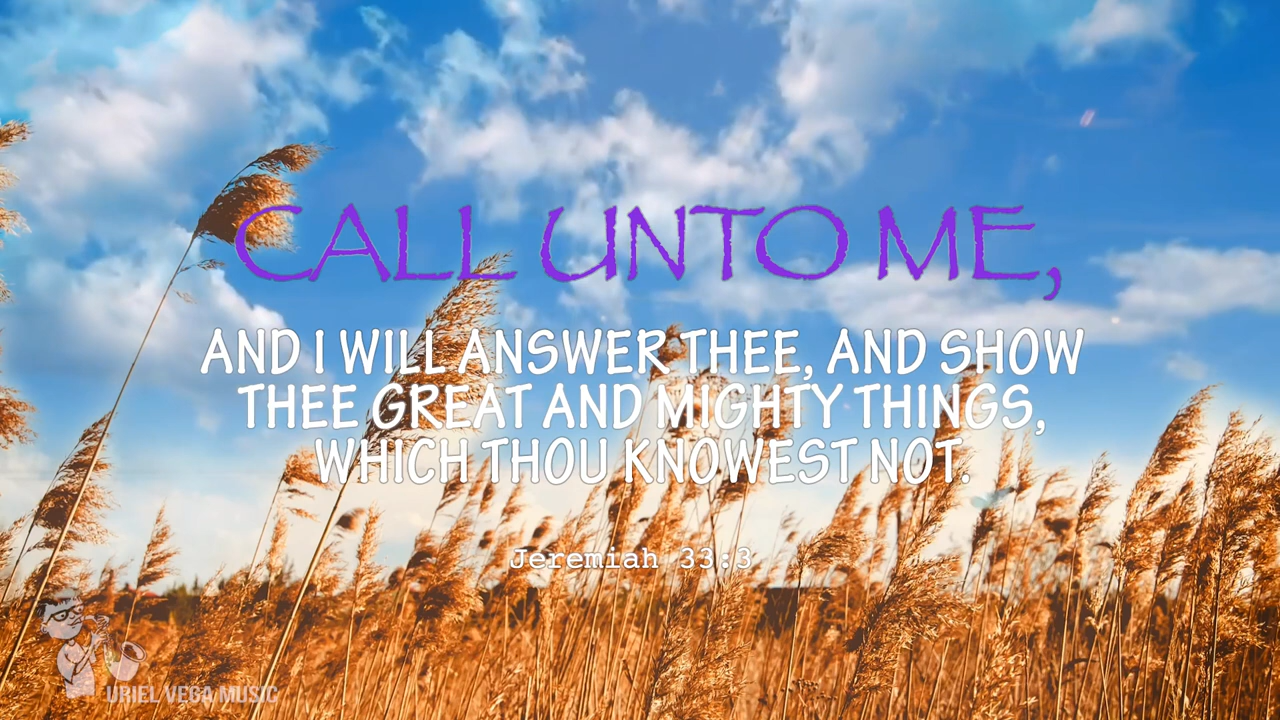 CALL UNTO ME,
AND I WILL ANSWER THEE, AND SHOW
THEE GREAT AND MIGHTY THINGS,
WHICH THOU KNOWEST NOT.
Jeremiah 33:3
URIEL VEGA MUSIC